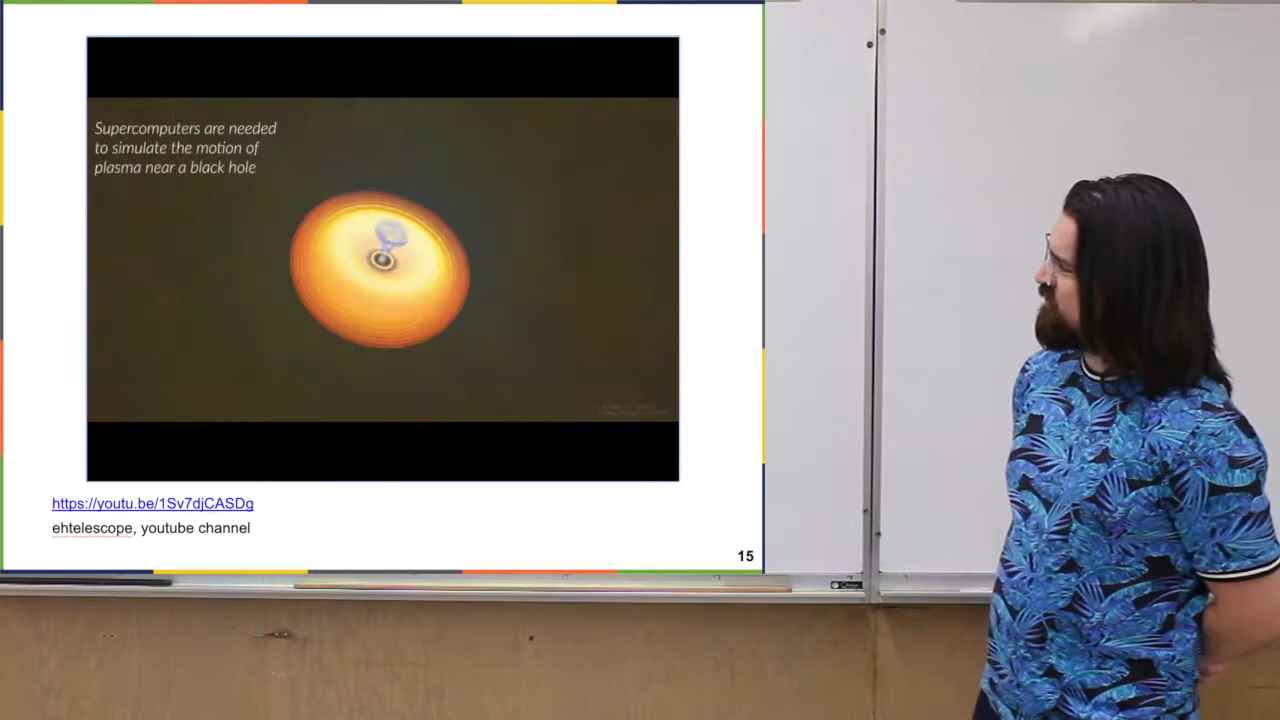 Supercomputers are needed
to simulate the motion of
plasma near a black hole
https://youtu.be/1Sv7djCASDg
ehtelescope, youtube channel
15